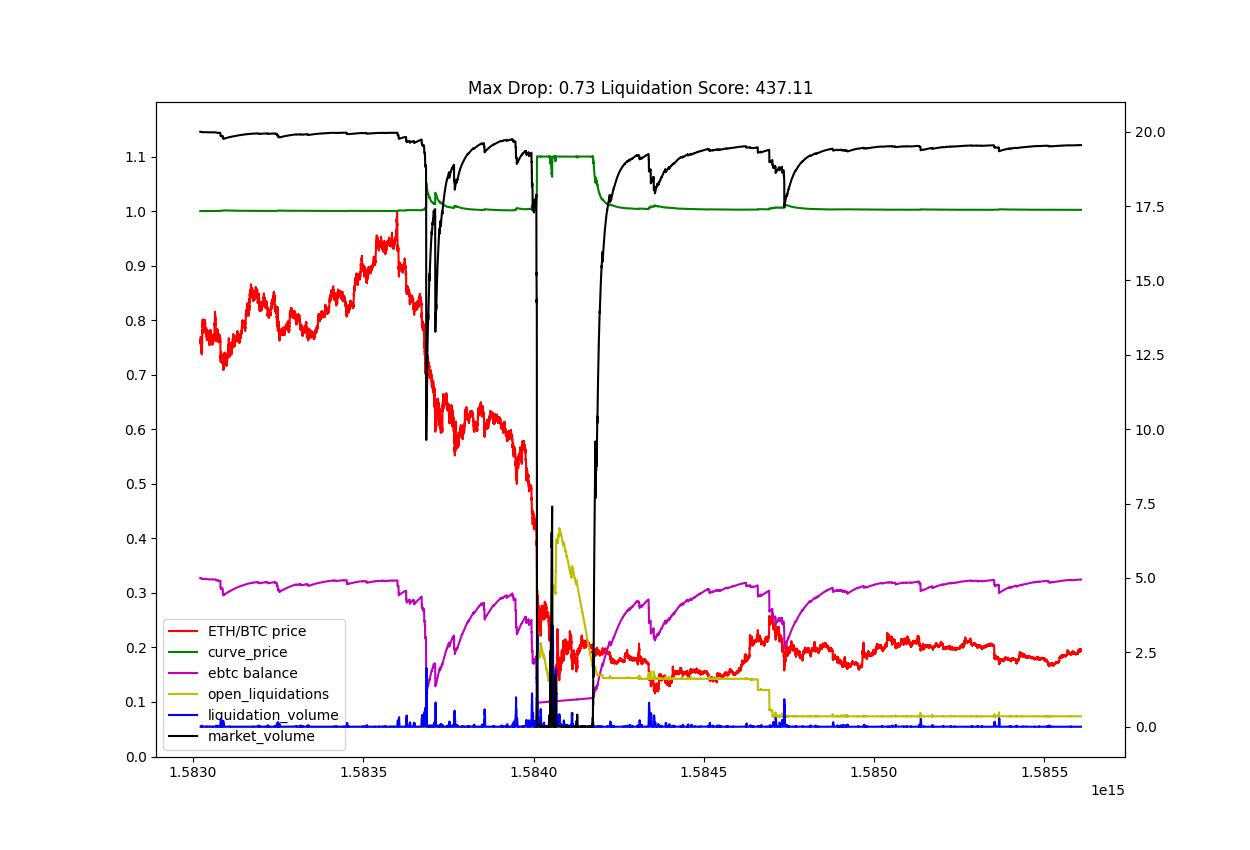 Max Drop: 0.73 Liquidation Score: 437.11
1.1
1.0
0.9
0.8
0.7
0.6
0.5
0.4
0.3
0.2
0.1
0.0
20.0
17.5
15.0
12.5
10.0
7.5
5.0
2.5
0.0
ETH/BTC price
curve_price
ebtc balance
open_liquidations
liquidation_volume
market_volume
1.5830 1.5835 1.5840 1.5845 1.5850 1.5855
1e15